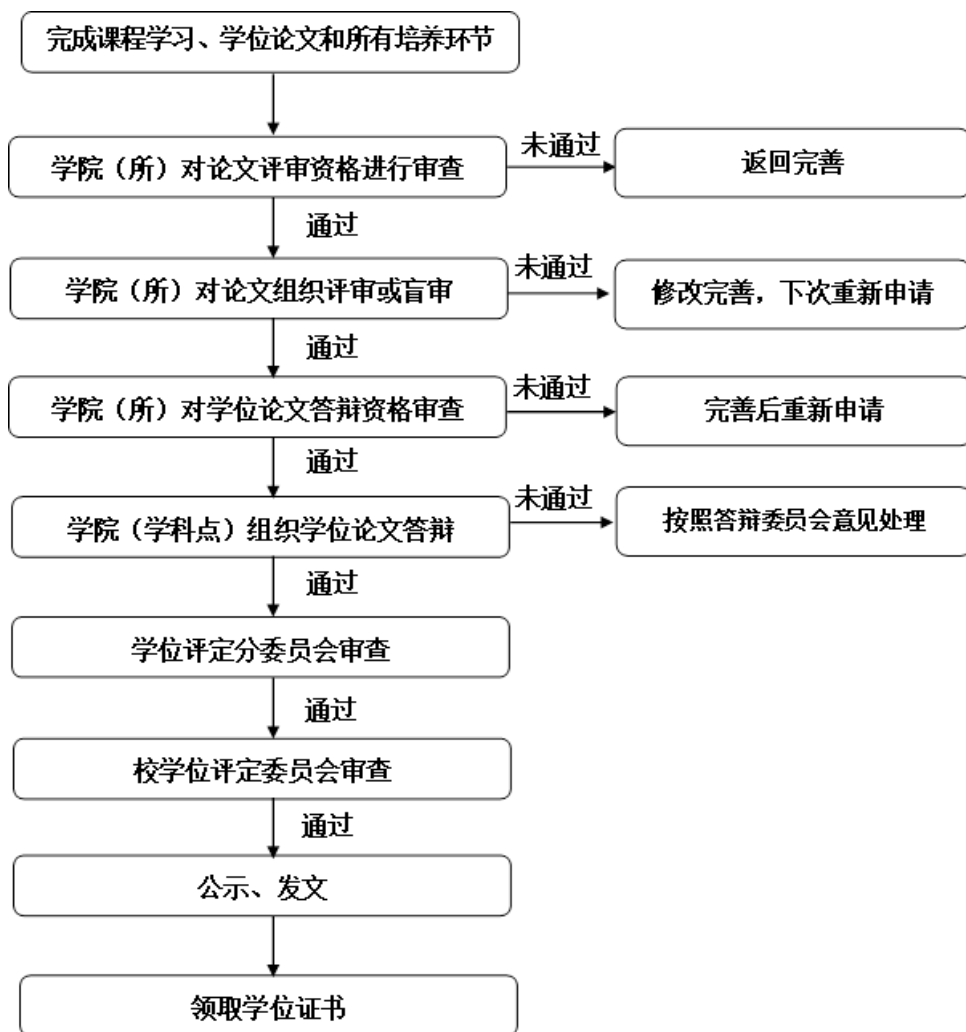 完成课程学习、学位论文和所有培养环节
学院（所）对论文评审资格进行审查
未通过
返回完善
通过
学院（所）对论文组织评审或盲审
未通过
修改完善，下次重新申请
通过
学院（所）对学位论文答辩资格审查
未通过
完善后重新申请
通过
学院（学科点）组织学位论文答辩
未通过
按照答辩委员会意见处理
通过
学位评定分委员会审查
通过
校学位评定委员会审查
通过
公示、发文
领取学位证书